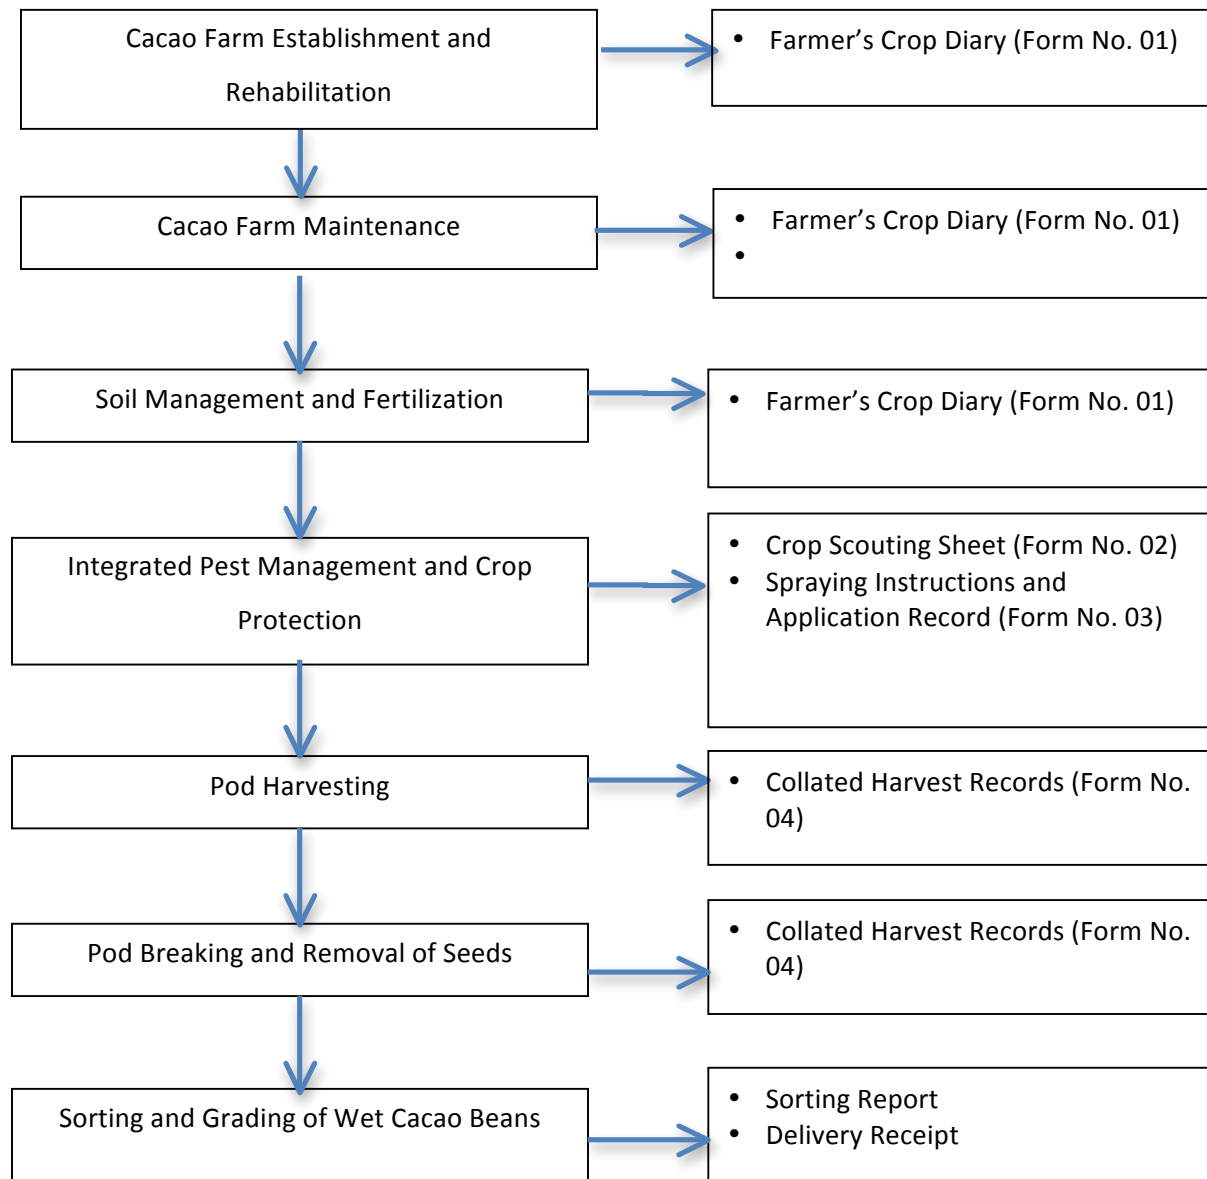 Cacao Farm Establishment and
Rehabilitation
• Farmer’s Crop Diary (Form No. 01)
Cacao Farm Maintenance
• Farmer’s Crop Diary (Form No. 01)
•
Soil Management and Fertilization
• Farmer’s Crop Diary (Form No. 01)
Integrated Pest Management and Crop
Protection
• Crop Scouting Sheet (Form No. 02)
• Spraying Instructions and
Application Record (Form No. 03)
Pod Harvesting
• Collated Harvest Records (Form No.
04)
Pod Breaking and Removal of Seeds
• Collated Harvest Records (Form No.
04)
Sorting and Grading of Wet Cacao Beans
• Sorting Report
• Delivery Receipt